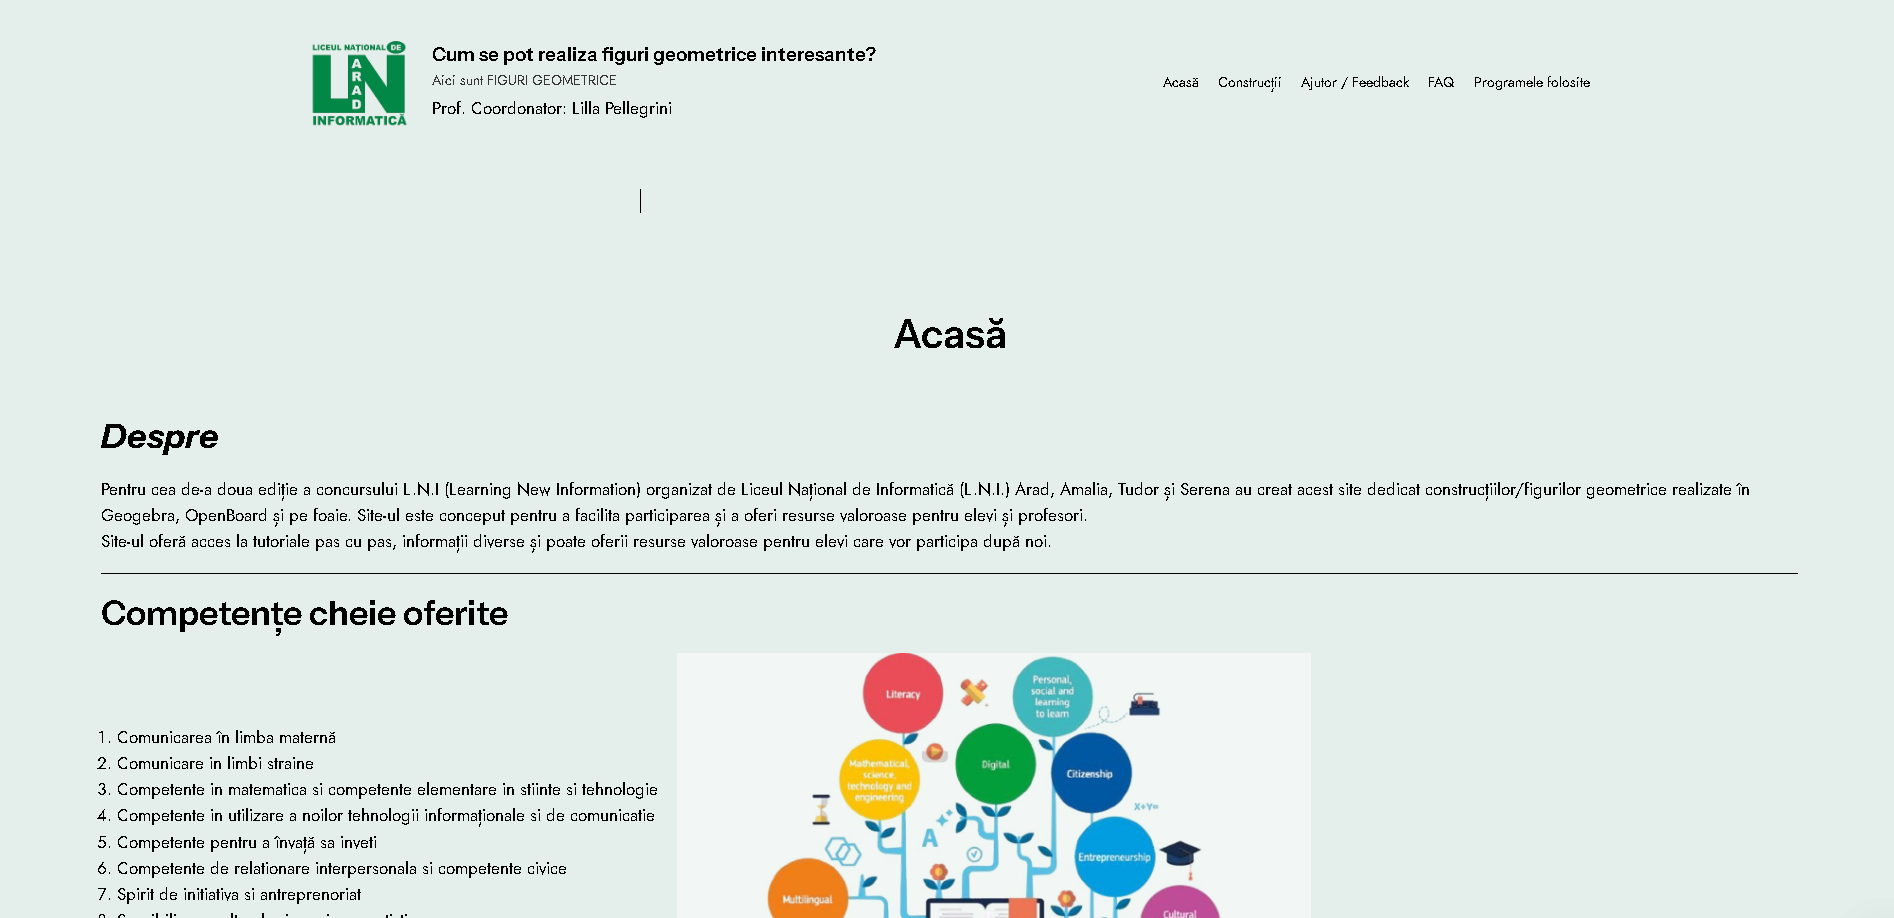 LICEUL NAȚIONAL DE
LN
ARAD
INFORMATICĂ
Cum se pot realiza figuri geometrice interesante?
Aici sunt FIGURI GEOMETRICE
Prof. Coordonator: Lilla Pellegrini
Acasă Construcții Ajutor / Feedback FAQ Programele folosite
Acasă
Despre
Pentru cea de-a doua ediție a concursului L.N.I (Learning New Information) organizat de Liceul Național de Informatică (L.N.I.) Arad, Amalia, Tudor și Serena au creat acest site dedicat construcțiilor/figurilor geometrice realizate în
Geogebra, OpenBoard și pe foaie. Site-ul este conceput pentru a facilita participarea și a oferi resurse valoroase pentru elevi și profesori.
Site-ul oferă acces la tutoriale pas cu pas, informații diverse și poate oferii resurse valoroase pentru elevi care vor participa după noi.
Competențe cheie oferite
1. Comunicarea în limba maternă
2. Comunicare in limbi straine
3. Competente in matematica si competente elementare in stiinte si tehnologie
4. Competente in utilizare a noilor tehnologii informaționale si de comunicatie
5. Competente pentru a învață sa inveti
6. Competente de relationare interpersonala si competente civice
7. Spirit de initiativa si antreprenoriat
Literacy
Personal,
social and
learning
to learn
Mathematical,
science,
technology and
engineering
Digital
Citizenship
X+Y=
A
Entrepreneurship
Multilingual
Cultural